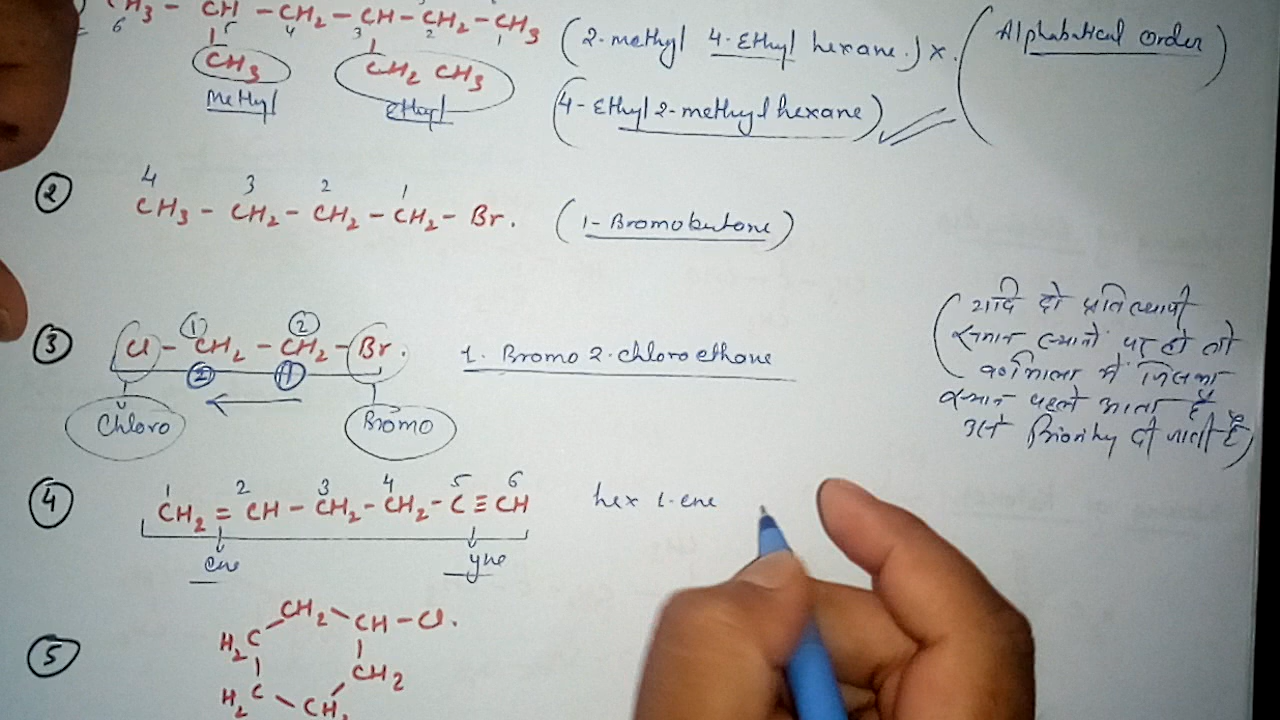 CH3 - CH - CH2 - CH - CH2 - CH3
6 5 4 3 2 1
CH3 CH2 CH3
Methyl Ethyl
(2-methyl 4-Ethyl hexane.) x.
(4-Ethyl 2-methyl hexane)
(Alphabetical order)
② 4 3 2 1
CH3 - CH2 - CH2 - CH2 - Br.
(1-Bromobutane)
③ ① ②
Cl - CH2 - CH2 - Br.
② ①
Chloro Bromo
1. Bromo 2. chloro ethane
(यदि दो प्रतिस्थापी
समान स्थानों पर हो तो
वर्णमाला में जिसका
स्थान पहले आता है
उसे Priority दी जाती है)
④ 1 2 3 4 5 6
CH2 = CH - CH2 - CH2 - C ≡ CH
ene yne
hex 1-ene
⑤ CH2 CH - Cl.
H2C
CH2
H2C CH2